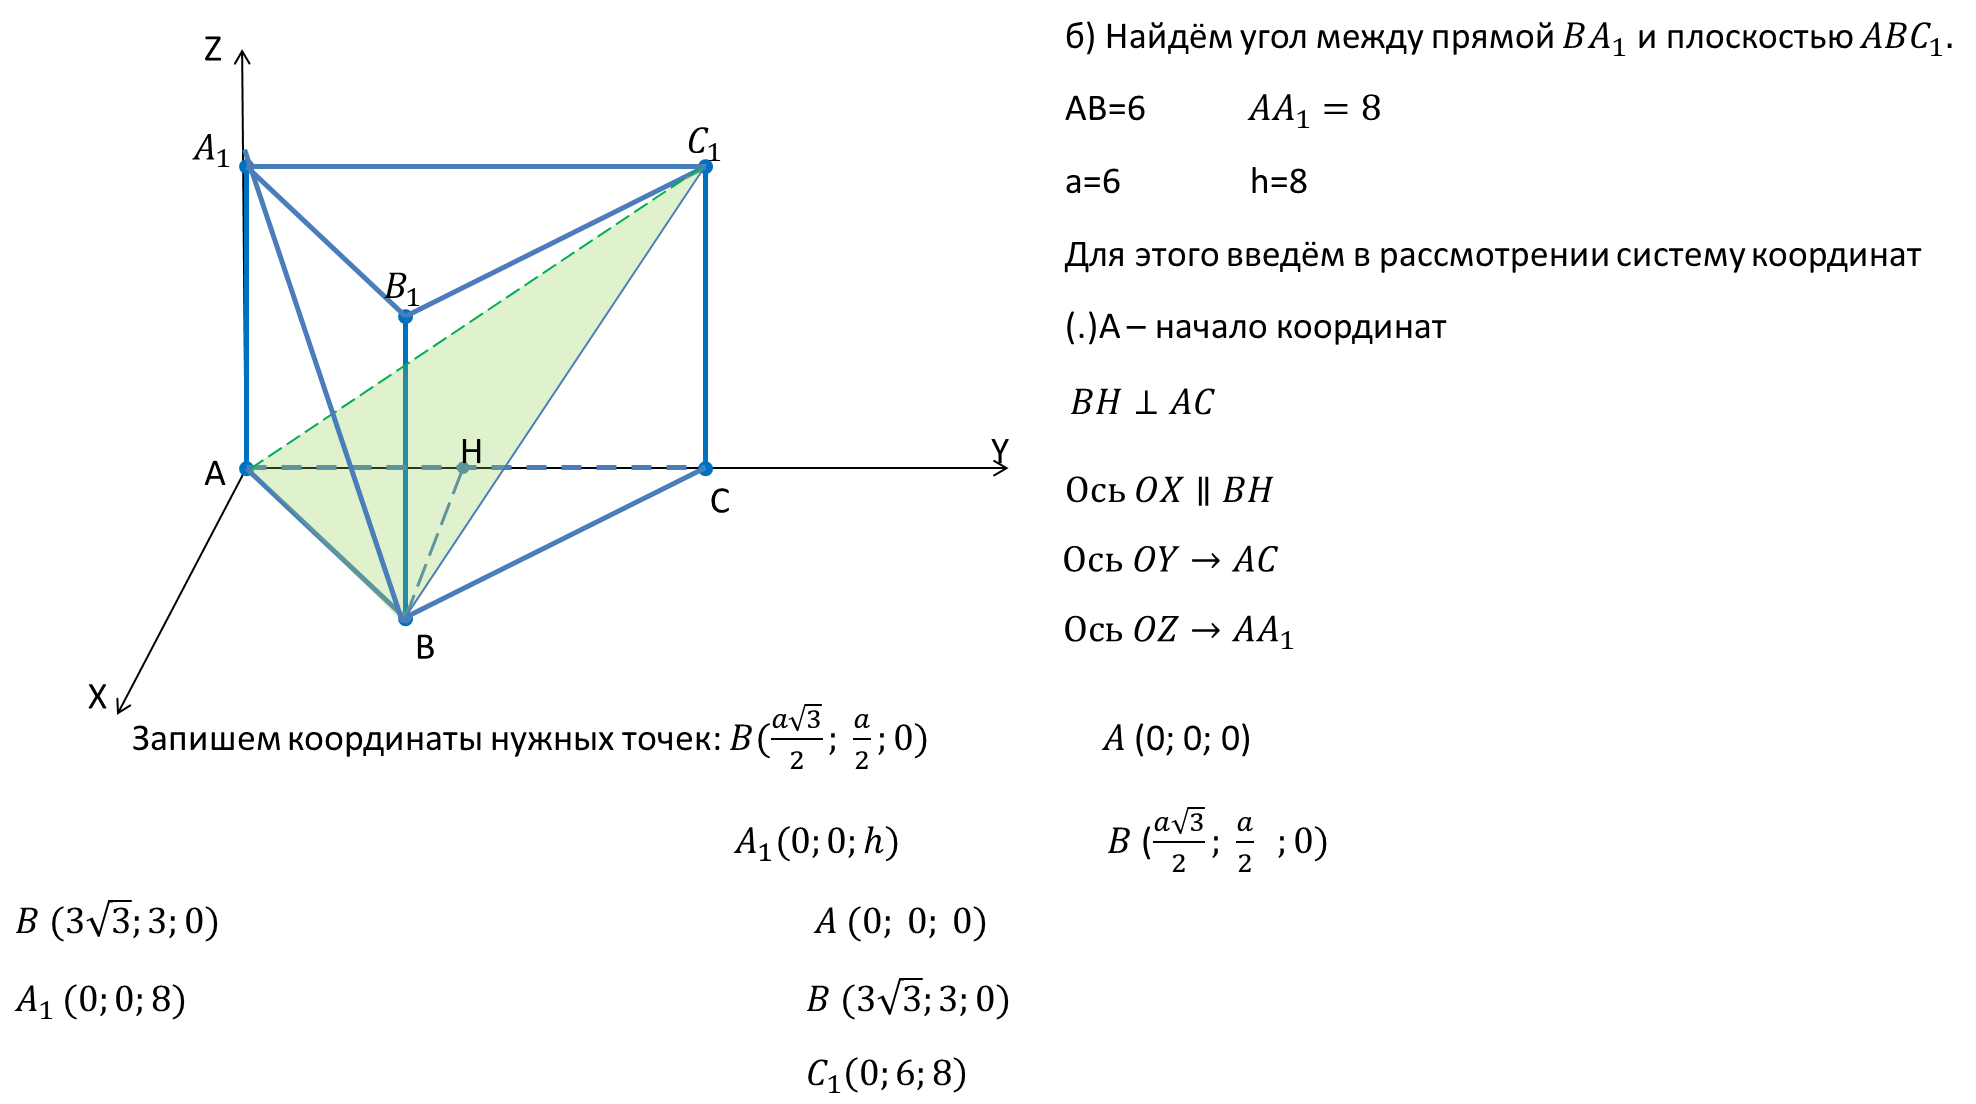 Z
A₁
C₁
B₁
A
H
Y
C
B
X
б) Найдём угол между прямой BA₁ и плоскостью ABC₁.
AB=6 AA₁ = 8
a=6 h=8
Для этого введём в рассмотрении систему координат
(.)A – начало координат
BH ⊥ AC
Ось OX ∥ BH
Ось OY → AC
Ось OZ → AA₁
Запишем координаты нужных точек: B(a√3/2; a/2; 0) A (0; 0; 0)
A₁(0; 0; h) B (a√3/2; a/2 ; 0)
B (3√3; 3; 0) A (0; 0; 0)
A₁ (0; 0; 8) B (3√3; 3; 0)
C₁(0; 6; 8)